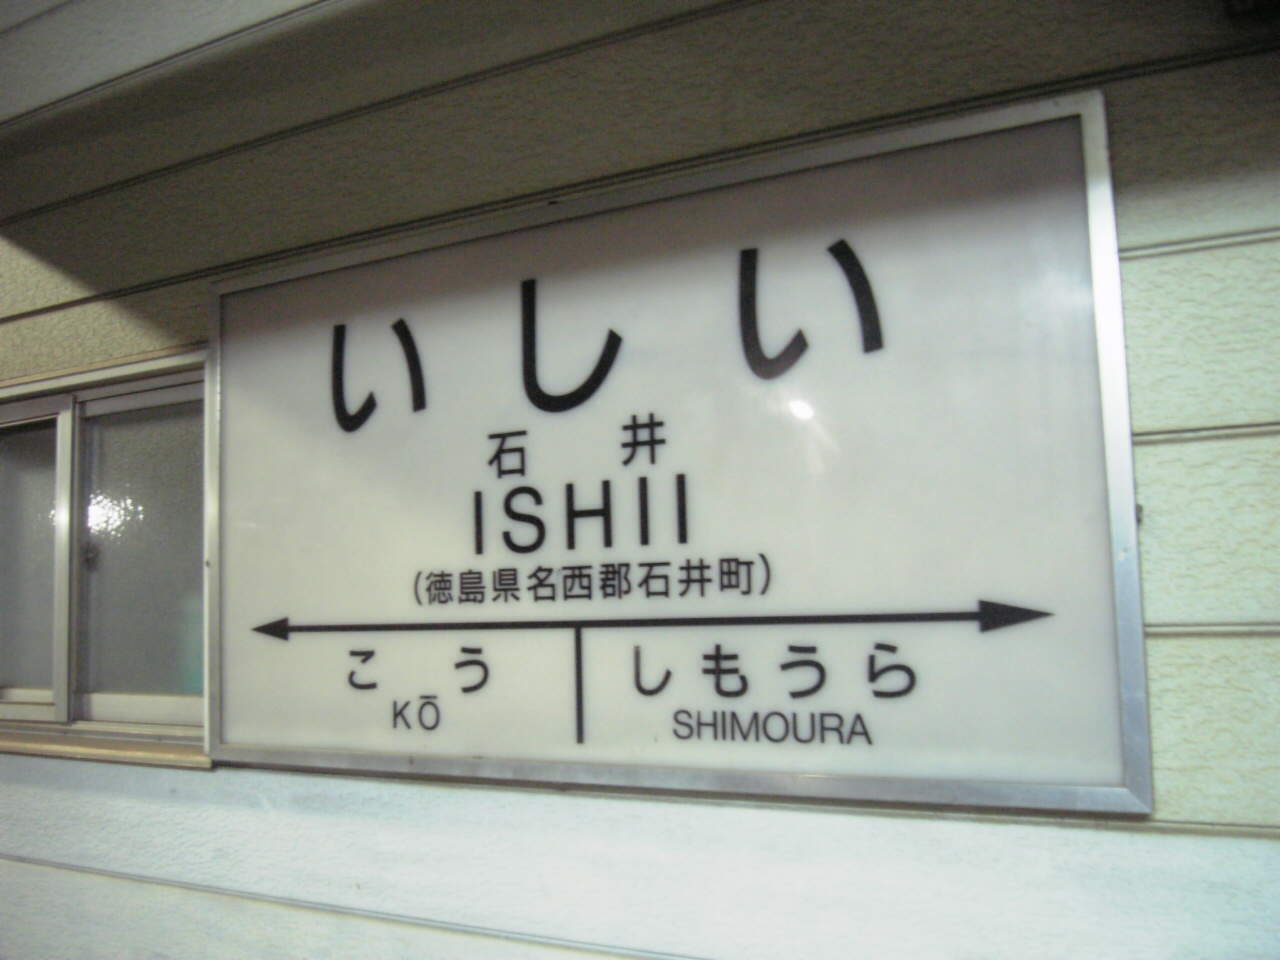 いしい
石井
ISHII
(徳島県名西郡石井町)
こう しもうら
KŌ SHIMOURA